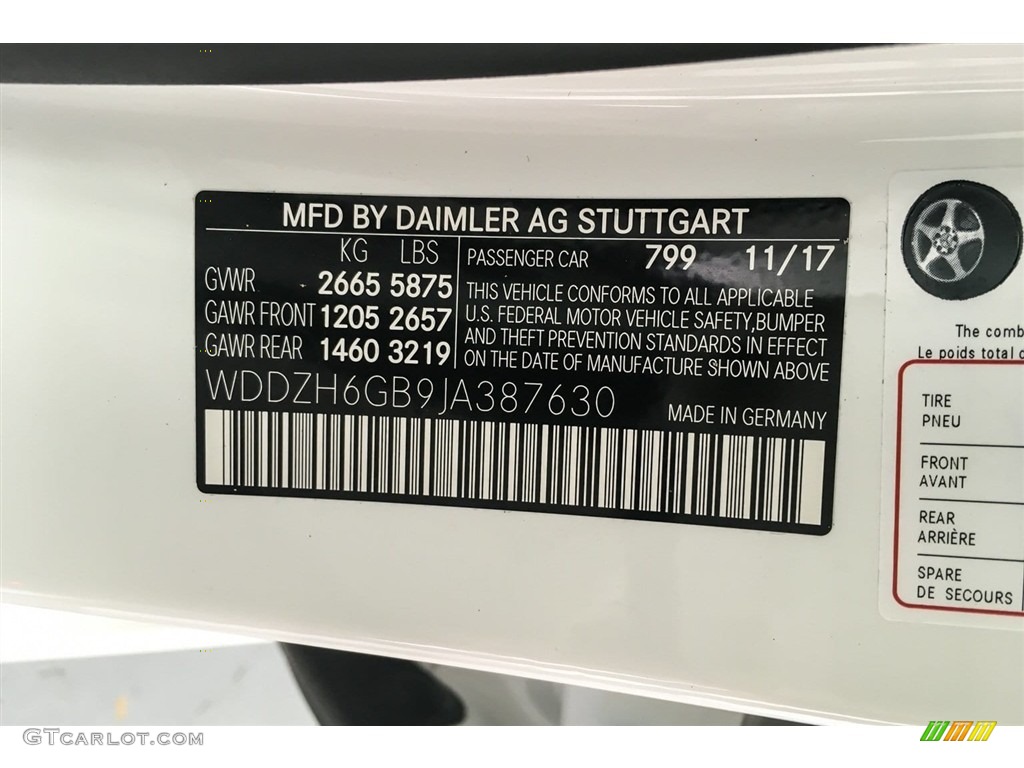 MFD BY DAIMLER AG STUTTGART
KG LBS
GVWR 2665 5875
GAWR FRONT 1205 2657
GAWR REAR 1460 3219
PASSENGER CAR 799 11/17
THIS VEHICLE CONFORMS TO ALL APPLICABLE
U.S. FEDERAL MOTOR VEHICLE SAFETY,BUMPER
AND THEFT PREVENTION STANDARDS IN EFFECT
ON THE DATE OF MANUFACTURE SHOWN ABOVE
WDDZH6GB9JA387630
MADE IN GERMANY
The comb
Le poids total
TIRE
PNEU
FRONT
AVANT
REAR
ARRIÈRE
SPARE
DE SECOURS
GTCARLOT.COM